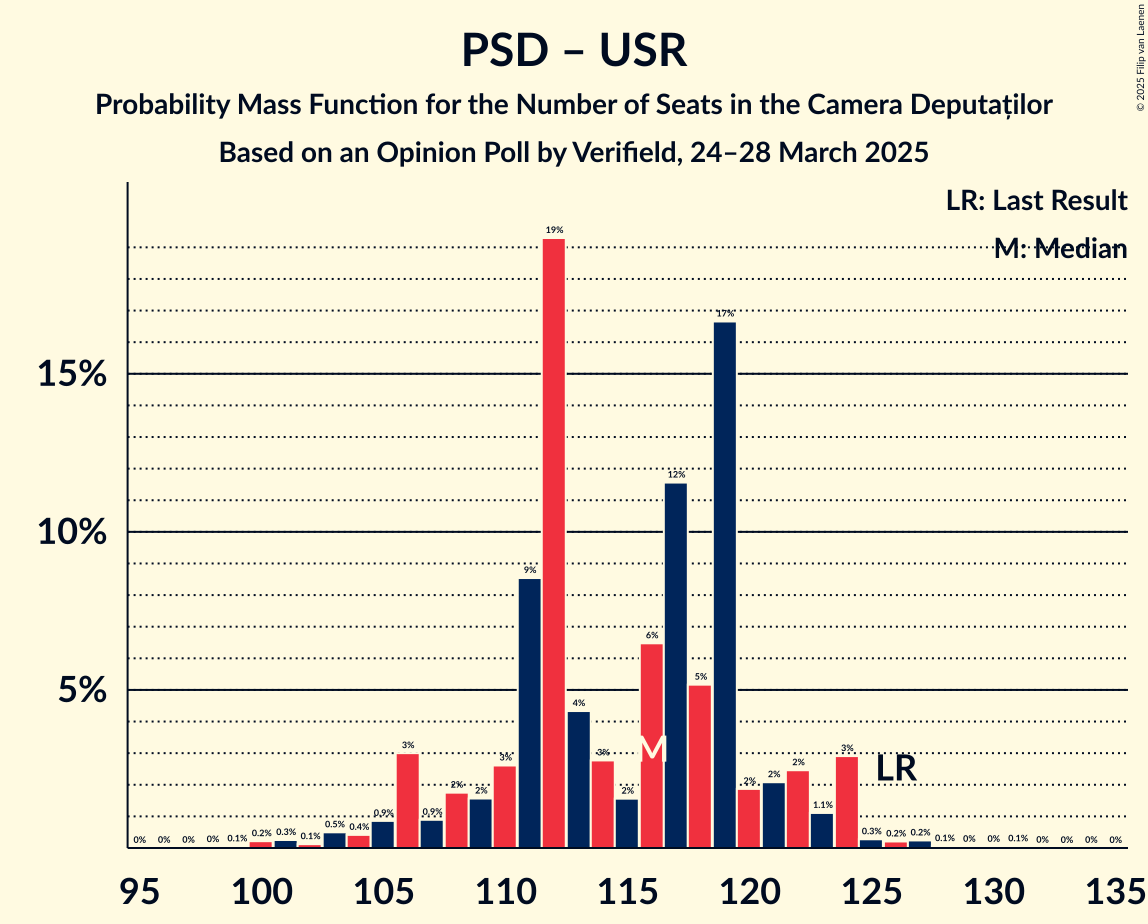 PSD – USR
Probability Mass Function for the Number of Seats in the Camera Deputaților
Based on an Opinion Poll by Verifield, 24–28 March 2025
© 2025 Filip van Laenen
LR: Last Result
M: Median
15%
10%
5%
0% 0% 0% 0% 0.1% 0.2% 0.3% 0.1% 0.5% 0.4% 0.9% 3% 0.9% 2% 2% 3% 9% 19% 4% 3% 2% 6% 12% 5% 17% 2% 2% 2% 1.1% 3% 0.3% 0.2% 0.2% 0.1% 0% 0% 0.1% 0% 0% 0% 0%
M
LR
95 100 105 110 115 120 125 130 135